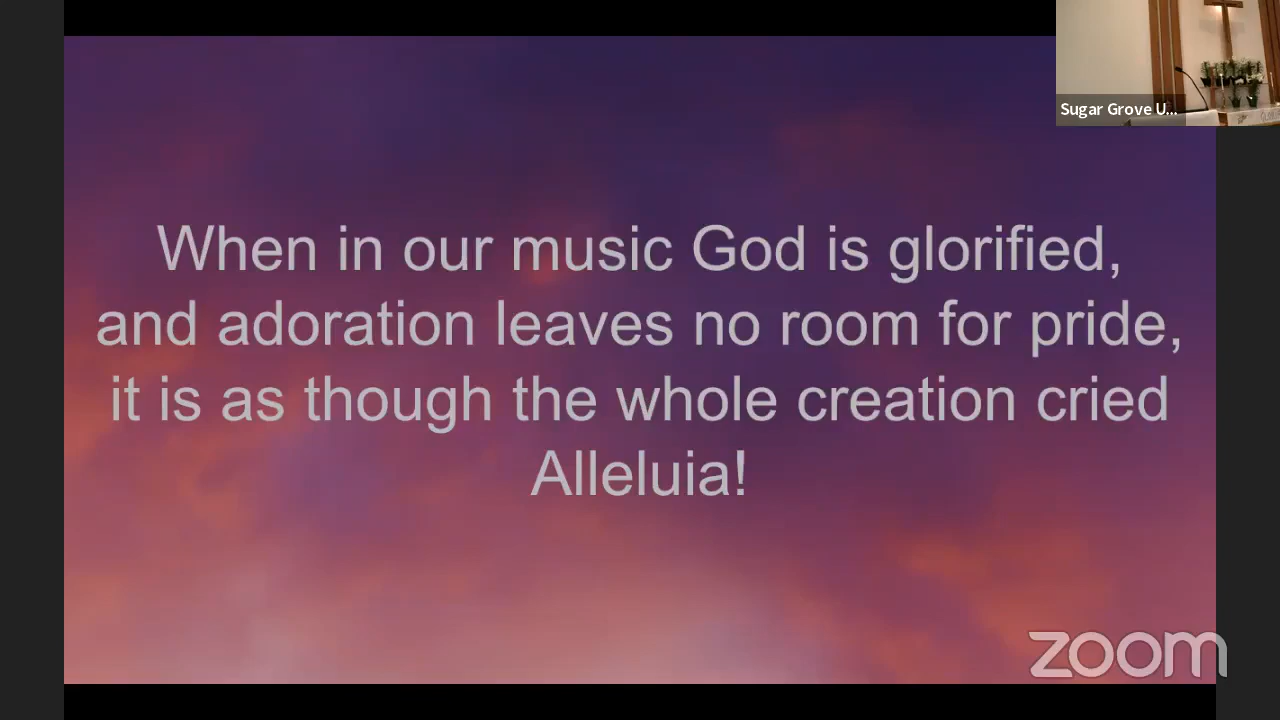 Sugar Grove U...
When in our music God is glorified,
and adoration leaves no room for pride,
it is as though the whole creation cried
Alleluia!
zoom